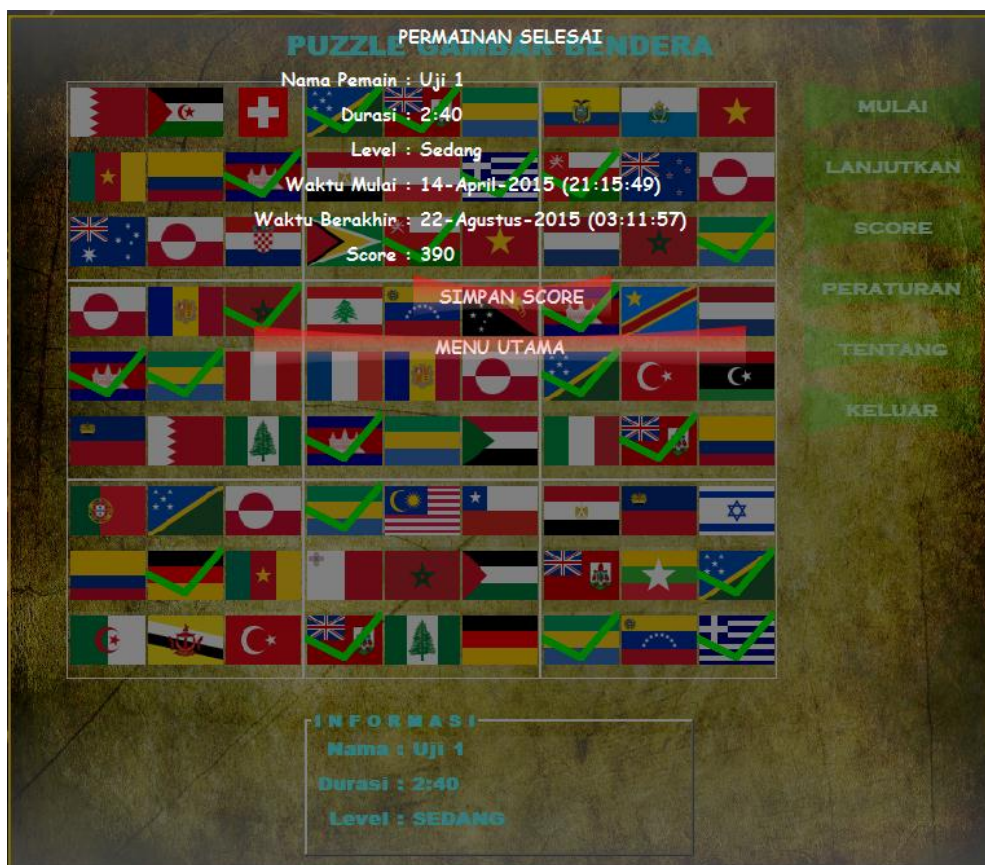 PUZZLE GAMBAR BENDERA
PERMAINAN SELESAI
Nama Pemain : Uji 1
Durasi : 2:40
Level : Sedang
Waktu Mulai : 14-April-2015 (21:15:49)
Waktu Berakhir : 22-Agustus-2015 (03:11:57)
Score : 390
SIMPAN SCORE
MENU UTAMA
MULAI
LANJUTKAN
SCORE
PERATURAN
TENTANG
KELUAR
INFORMASI
Nama : Uji 1
Durasi : 2:40
Level : SEDANG